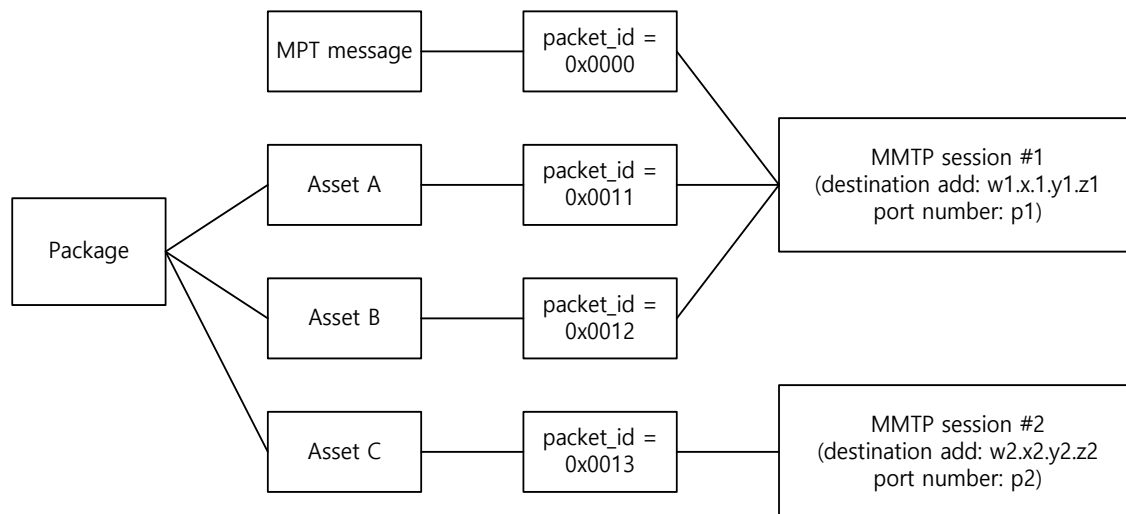 MPT message
packet_id =
0x0000
MMTP session #1
(destination add: w1.x.1.y1.z1
port number: p1)
Asset A
packet_id =
0x0011
Package
Asset B
packet_id =
0x0012
Asset C
packet_id =
0x0013
MMTP session #2
(destination add: w2.x2.y2.z2
port number: p2)